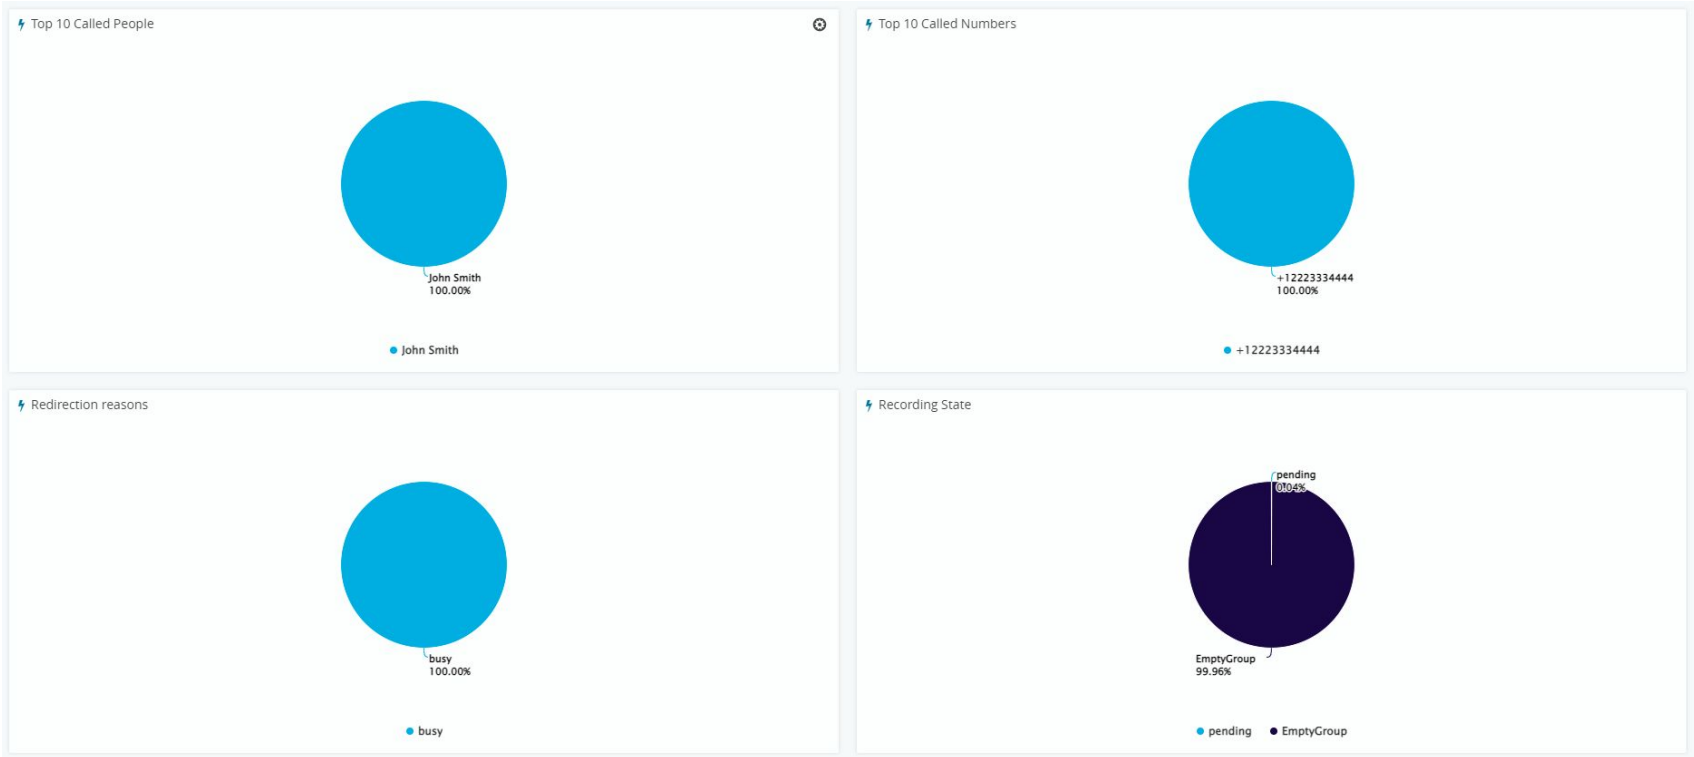 Top 10 Called People
John Smith
100.00%
John Smith
Top 10 Called Numbers
+12223334444
100.00%
+12223334444
Redirection reasons
busy
100.00%
busy
Recording State
pending
0.04%
EmptyGroup
99.96%
pending EmptyGroup